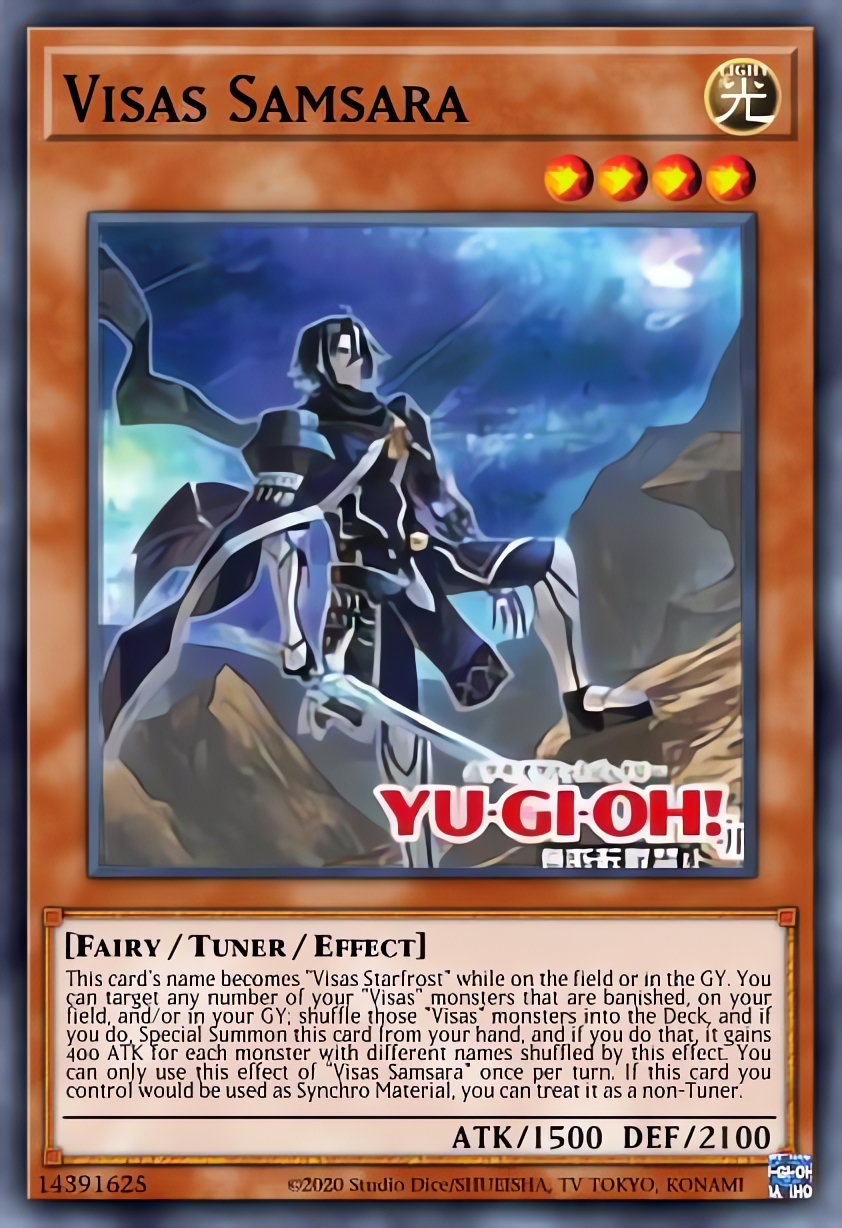 VISAS SAMSARA
LIGHT
光
YU-GI-OH!
[FAIRY / TUNER / EFFECT]
This card's name becomes "Visas Starfrost" while on the field or in the GY. You
can target any number of your "Visas" monsters that are banished, on your
field, and/or in your GY; shuffle those "Visas" monsters into the Deck, and if
you do, Special Summon this card from your hand, and if you do that, it gains
400 ATK for each monster with different names shuffled by this effect. You
can only use this effect of "Visas Samsara" once per turn. If this card you
control would be used as Synchro Material, you can treat it as a non-Tuner.
ATK/1500 DEF/2100
14391625
©2020 Studio Dice/SHUEISHA, TV TOKYO, KONAMI